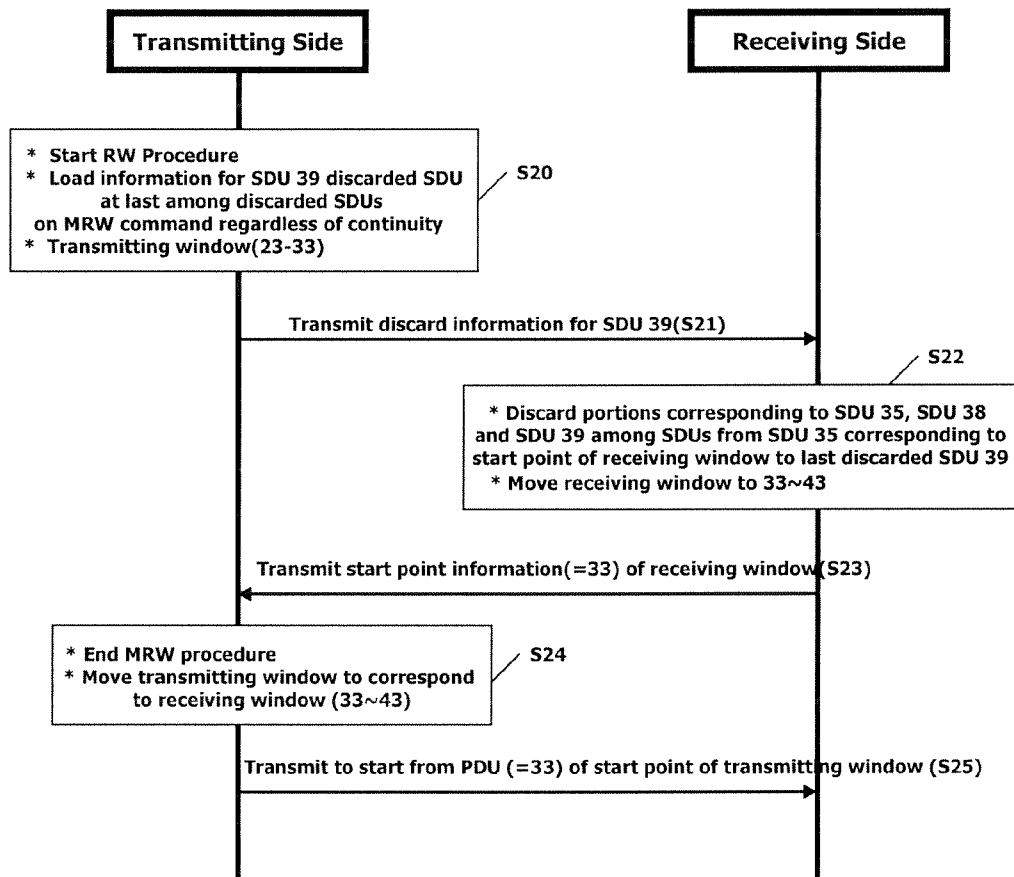 Transmitting Side
Receiving Side
* Start RW Procedure
* Load information for SDU 39 discarded SDU
at last among discarded SDUs
on MRW command regardless of continuity
* Transmitting window(23-33)
S20
Transmit discard information for SDU 39(S21)
S22
* Discard portions corresponding to SDU 35, SDU 38
and SDU 39 among SDUs from SDU 35 corresponding to
start point of receiving window to last discarded SDU 39
* Move receiving window to 33~43
Transmit start point information(=33) of receiving window(S23)
* End MRW procedure
* Move transmitting window to correspond
to receiving window (33~43)
S24
Transmit to start from PDU (=33) of start point of transmitting window (S25)